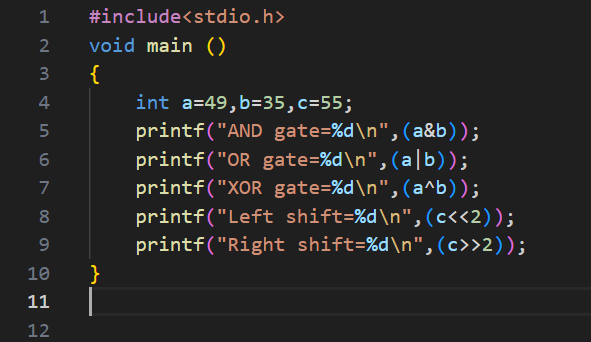 1 #include<stdio.h>
2 void main ()
3 {
4     int a=49,b=35,c=55;
5     printf("AND gate=%d\n",(a&b));
6     printf("OR gate=%d\n",(a|b));
7     printf("XOR gate=%d\n",(a^b));
8     printf("Left shift=%d\n",(c<<2));
9     printf("Right shift=%d\n",(c>>2));
10 }
11
12